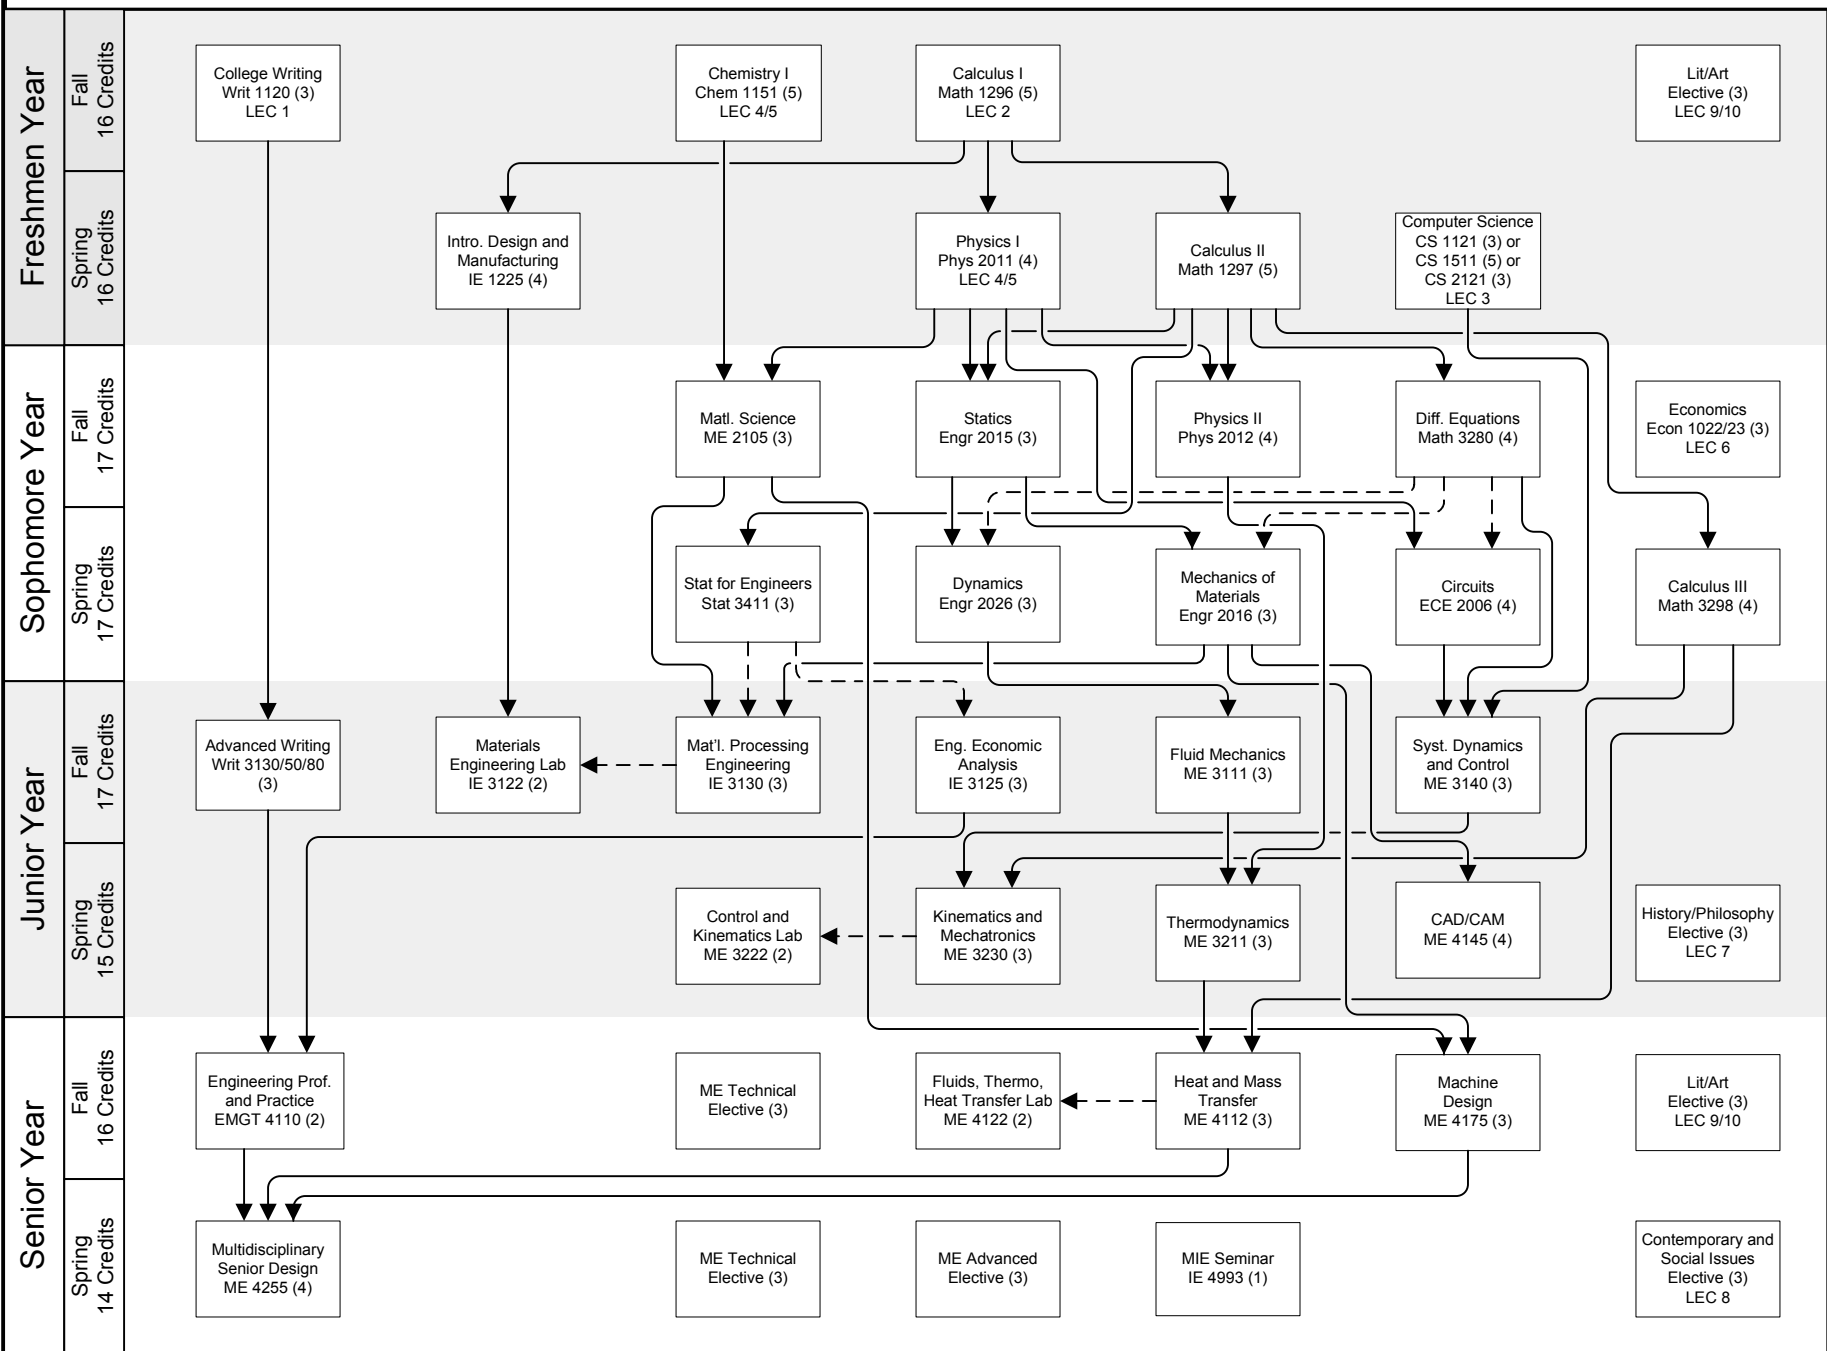 Freshmen Year
Fall
16 Credits
College Writing
Writ 1120 (3)
LEC 1
Chemistry I
Chem 1151 (5)
LEC 4/5
Calculus I
Math 1296 (5)
LEC 2
Lit/Art
Elective (3)
LEC 9/10
Spring
16 Credits
Intro. Design and
Manufacturing
IE 1225 (4)
Physics I
Phys 2011 (4)
LEC 4/5
Calculus II
Math 1297 (5)
Computer Science
CS 1121 (3) or
CS 1511 (5) or
CS 2121 (3)
LEC 3
Sophomore Year
Fall
17 Credits
Matl. Science
ME 2105 (3)
Statics
Engr 2015 (3)
Physics II
Phys 2012 (4)
Diff. Equations
Math 3280 (4)
Economics
Econ 1022/23 (3)
LEC 6
Spring
17 Credits
Stat for Engineers
Stat 3411 (3)
Dynamics
Engr 2026 (3)
Mechanics of
Materials
Engr 2016 (3)
Circuits
ECE 2006 (4)
Calculus III
Math 3298 (4)
Junior Year
Fall
17 Credits
Advanced Writing
Writ 3130/50/80
(3)
Materials
Engineering Lab
IE 3122 (2)
Mat'l. Processing
Engineering
IE 3130 (3)
Eng. Economic
Analysis
IE 3125 (3)
Fluid Mechanics
ME 3111 (3)
Syst. Dynamics
and Control
ME 3140 (3)
Spring
15 Credits
Control and
Kinematics Lab
ME 3222 (2)
Kinematics and
Mechatronics
ME 3230 (3)
Thermodynamics
ME 3211 (3)
CAD/CAM
ME 4145 (4)
History/Philosophy
Elective (3)
LEC 7
Senior Year
Fall
16 Credits
Engineering Prof.
and Practice
EMGT 4110 (2)
ME Technical
Elective (3)
Fluids, Thermo,
Heat Transfer Lab
ME 4122 (2)
Heat and Mass
Transfer
ME 4112 (3)
Machine
Design
ME 4175 (3)
Lit/Art
Elective (3)
LEC 9/10
Spring
14 Credits
Multidisciplinary
Senior Design
ME 4255 (4)
ME Technical
Elective (3)
ME Advanced
Elective (3)
MIE Seminar
IE 4993 (1)
Contemporary and
Social Issues
Elective (3)
LEC 8